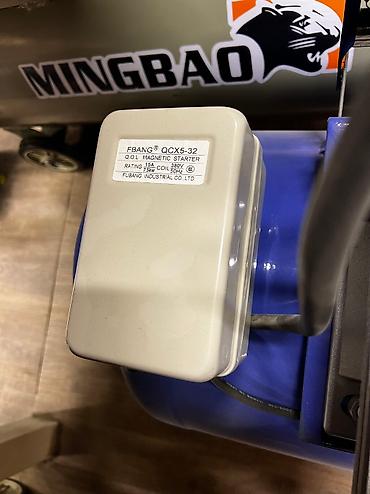 MINGBAO
FBANG® QCX5-32
D.O.L MAGNETIC STARTER
RATING 15A 7.5kw COIL 380V 50Hz
FUBANG INDUSTRIAL CO.,LTD